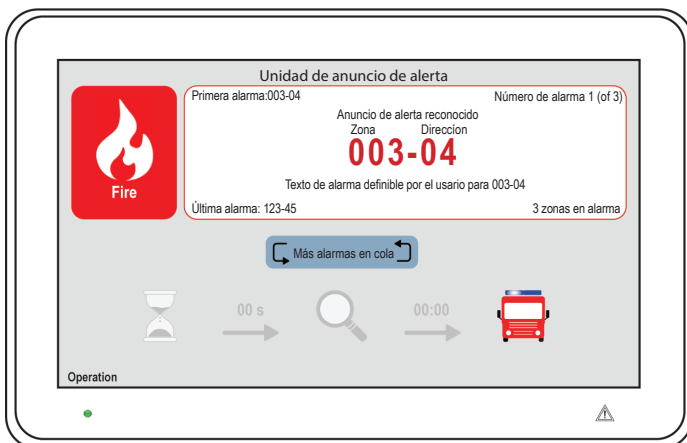 Unidad de anuncio de alerta
Primera alarma:003-04
Número de alarma 1 (of 3)
Anuncio de alerta reconocido
Zona Direccíon
003-04
Fire
Texto de alarma definible por el usario para 003-04
Última alarma: 123-45
3 zonas en alarma
Más alarmas en cola
00 s
00:00
Operation